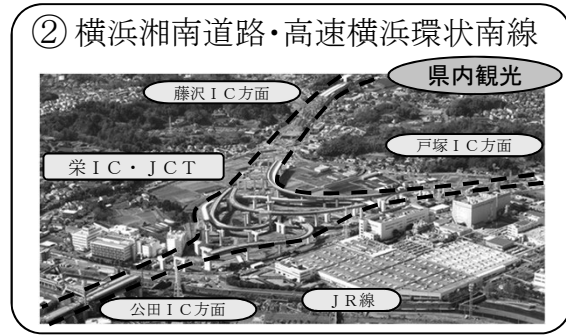 ② 横浜湘南道路・高速横浜環状南線
県内観光
藤沢ＩＣ方面
戸塚ＩＣ方面
栄ＩＣ・ＪＣＴ
公田ＩＣ方面
ＪＲ線